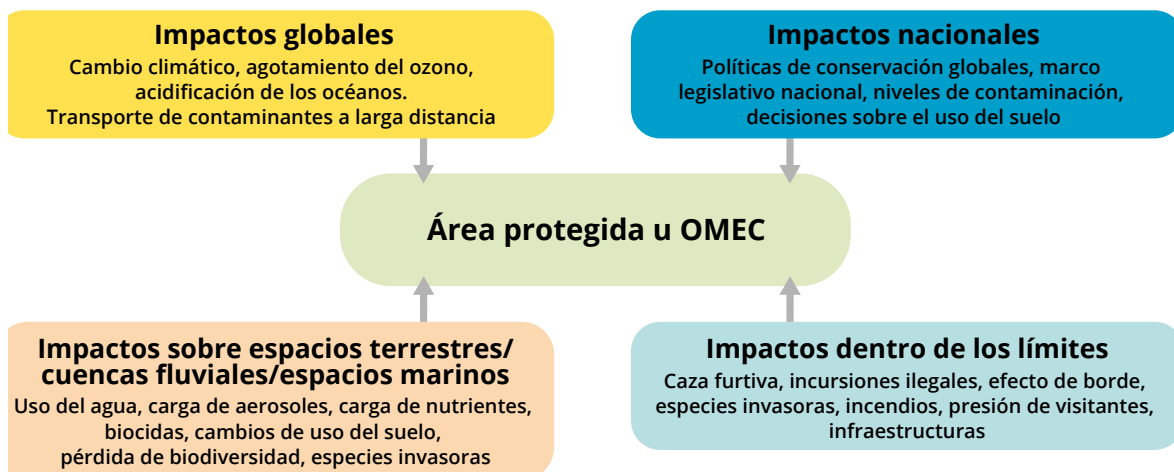 Impactos globales
Cambio climático, agotamiento del ozono,
acidificación de los océanos.
Transporte de contaminantes a larga distancia
Impactos nacionales
Políticas de conservación globales, marco
legislativo nacional, niveles de contaminación,
decisiones sobre el uso del suelo
Área protegida u OMEC
Impactos sobre espacios terrestres/
cuencas fluviales/espacios marinos
Uso del agua, carga de aerosoles, carga de nutrientes,
biocidas, cambios de uso del suelo,
pérdida de biodiversidad, especies invasoras
Impactos dentro de los límites
Caza furtiva, incursiones ilegales, efecto de borde,
especies invasoras, incendios, presión de visitantes,
infraestructuras